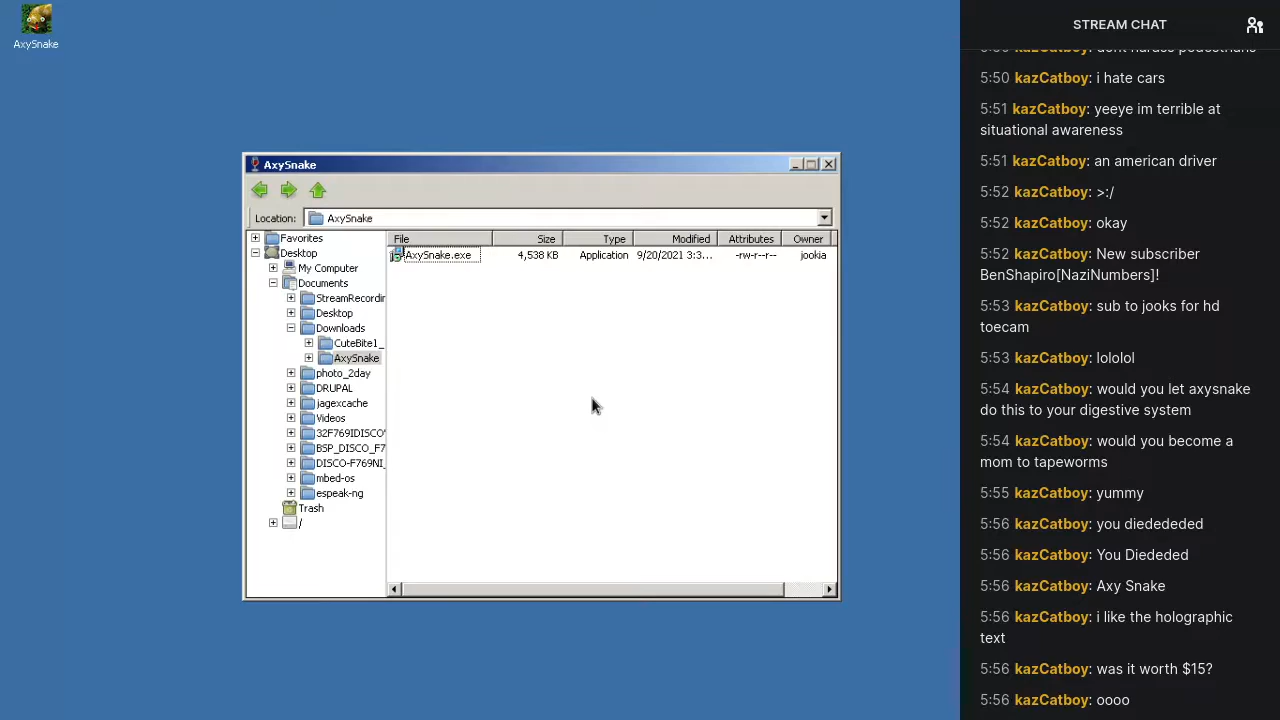 AxySnake
AxySnake
Location: AxySnake
File Size Type Modified Attributes Owner
AxySnake.exe 4,538 KB Application 9/20/2021 3:3... -rw-r--r-- jookia
Favorites
Desktop
My Computer
Documents
StreamRecordin
Desktop
Downloads
CuteBite1_
AxySnake
photo_2day
DRUPAL
jagexcache
Videos
32F769IDISCO
BSP_DISCO_F7
DISCO-F769NI_
mbed-os
espeak-ng
Trash
/
STREAM CHAT
kazCatboy: dont harass pedestrians
5:50 kazCatboy: i hate cars
5:51 kazCatboy: yeeye im terrible at
situational awareness
5:51 kazCatboy: an american driver
5:52 kazCatboy: >:/
5:52 kazCatboy: okay
5:52 kazCatboy: New subscriber
BenShapiro[NaziNumbers]!
5:53 kazCatboy: sub to jooks for hd
toecam
5:53 kazCatboy: lololol
5:54 kazCatboy: would you let axysnake
do this to your digestive system
5:54 kazCatboy: would you become a
mom to tapeworms
5:55 kazCatboy: yummy
5:56 kazCatboy: you diedededed
5:56 kazCatboy: You Diededed
5:56 kazCatboy: Axy Snake
5:56 kazCatboy: i like the holographic
text
5:56 kazCatboy: was it worth $15?
5:56 kazCatboy: oooo